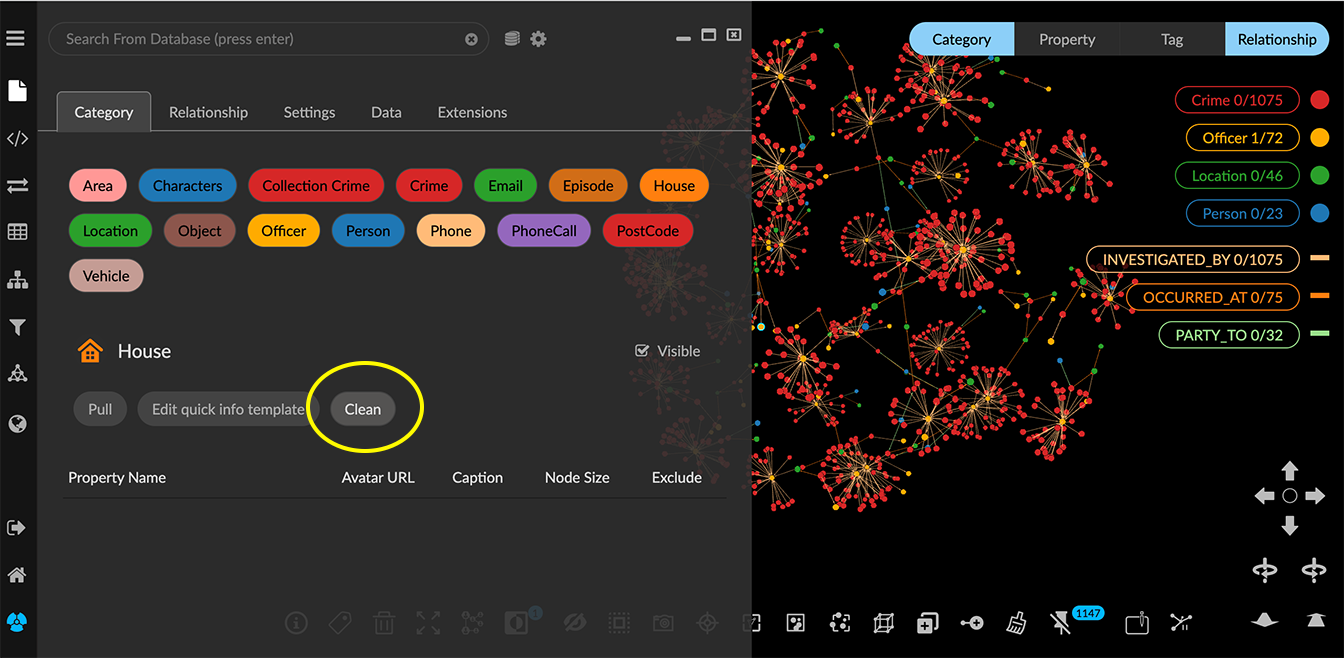 Search From Database (press enter)
Category Property Tag Relationship
Category Relationship Settings Data Extensions
Crime 0/1075
Officer 1/72
Location 0/46
Person 0/23
INVESTIGATED_BY 0/1075
OCCURRED_AT 0/75
PARTY_TO 0/32
Area Characters Collection Crime Crime Email Episode House
Location Object Officer Person Phone PhoneCall PostCode
Vehicle
House Visible
Pull Edit quick info template Clean
Property Name Avatar URL Caption Node Size Exclude
1
1147